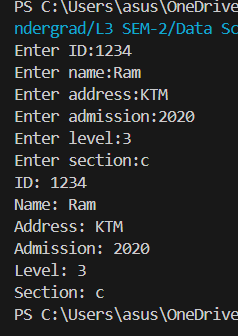 PS C:\Users\asus\OneDrive
ndergrad/L3 SEM-2/Data Sc
Enter ID:1234
Enter name:Ram
Enter address:KTM
Enter admission:2020
Enter level:3
Enter section:c
ID: 1234
Name: Ram
Address: KTM
Admission: 2020
Level: 3
Section: c
PS C:\Users\asus\OneDrive